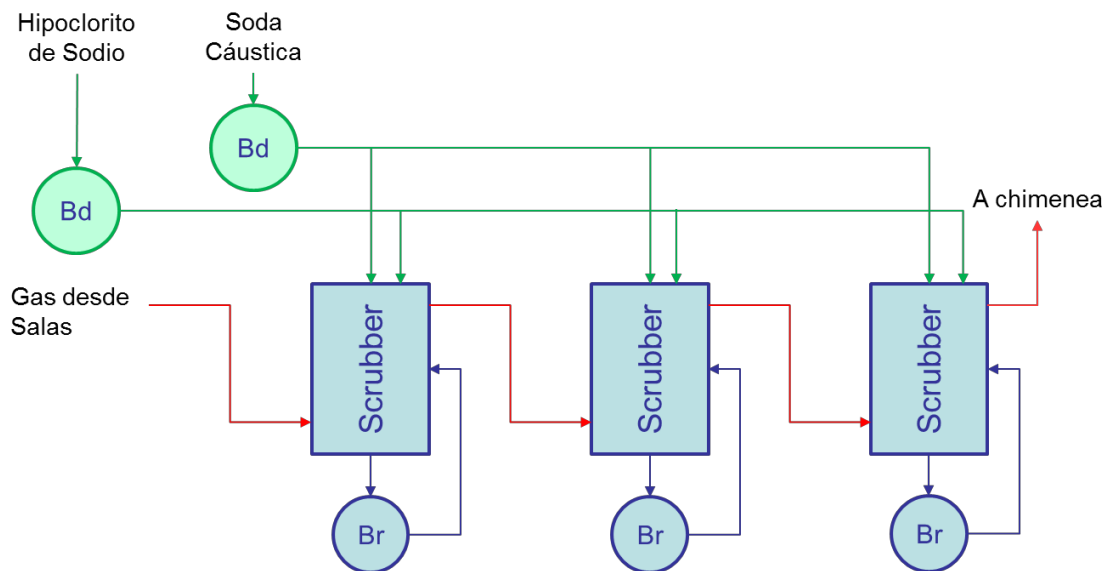 Hipoclorito
de Sodio
Soda
Cáustica
Bd
Bd
A chimenea
Gas desde
Salas
Scrubber
Scrubber
Scrubber
Br
Br
Br